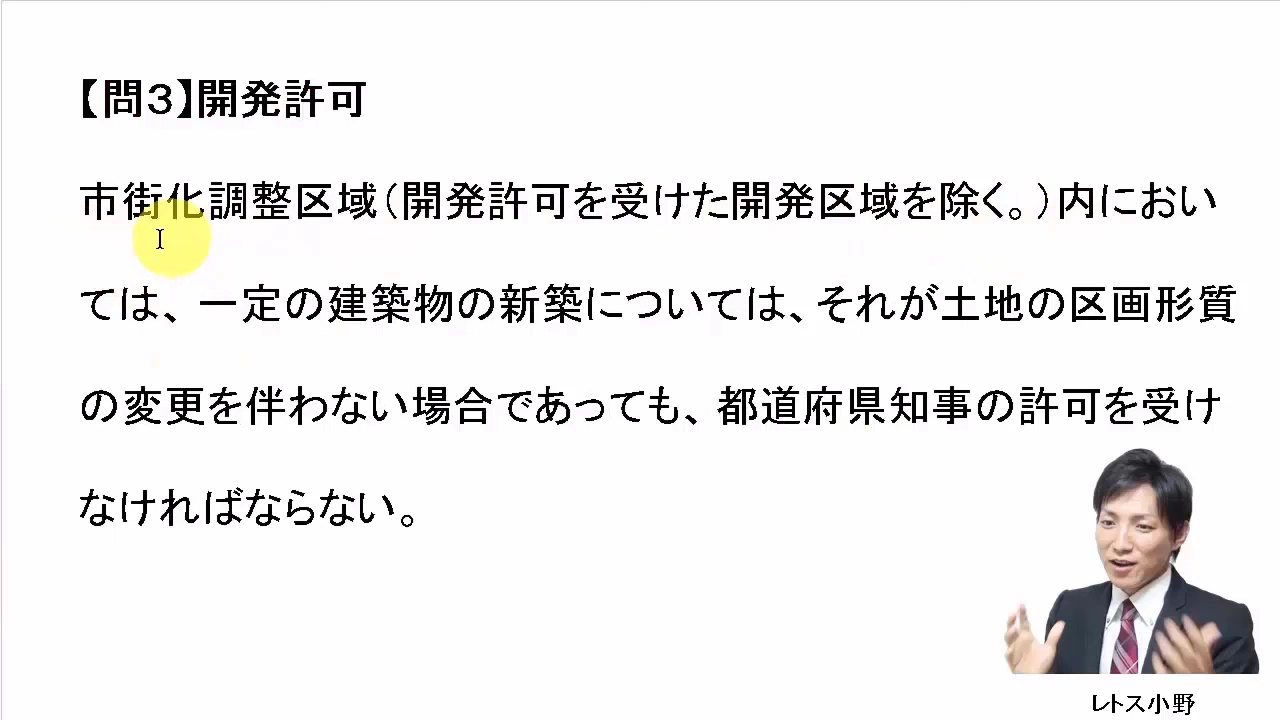 【問３】開発許可
市街化調整区域（開発許可を受けた開発区域を除く。）内におい
ては、一定の建築物の新築については、それが土地の区画形質
の変更を伴わない場合であっても、都道府県知事の許可を受け
なければならない。
レトス小野